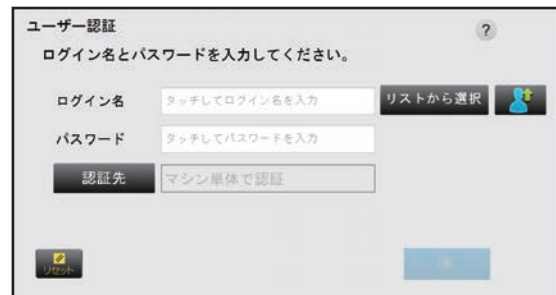 ユーザー認証
?
ログイン名とパスワードを入力してください。
ログイン名
タッチしてログイン名を入力
リストから選択
パスワード
タッチしてパスワードを入力
認証先
マシン単体で認証
リセット